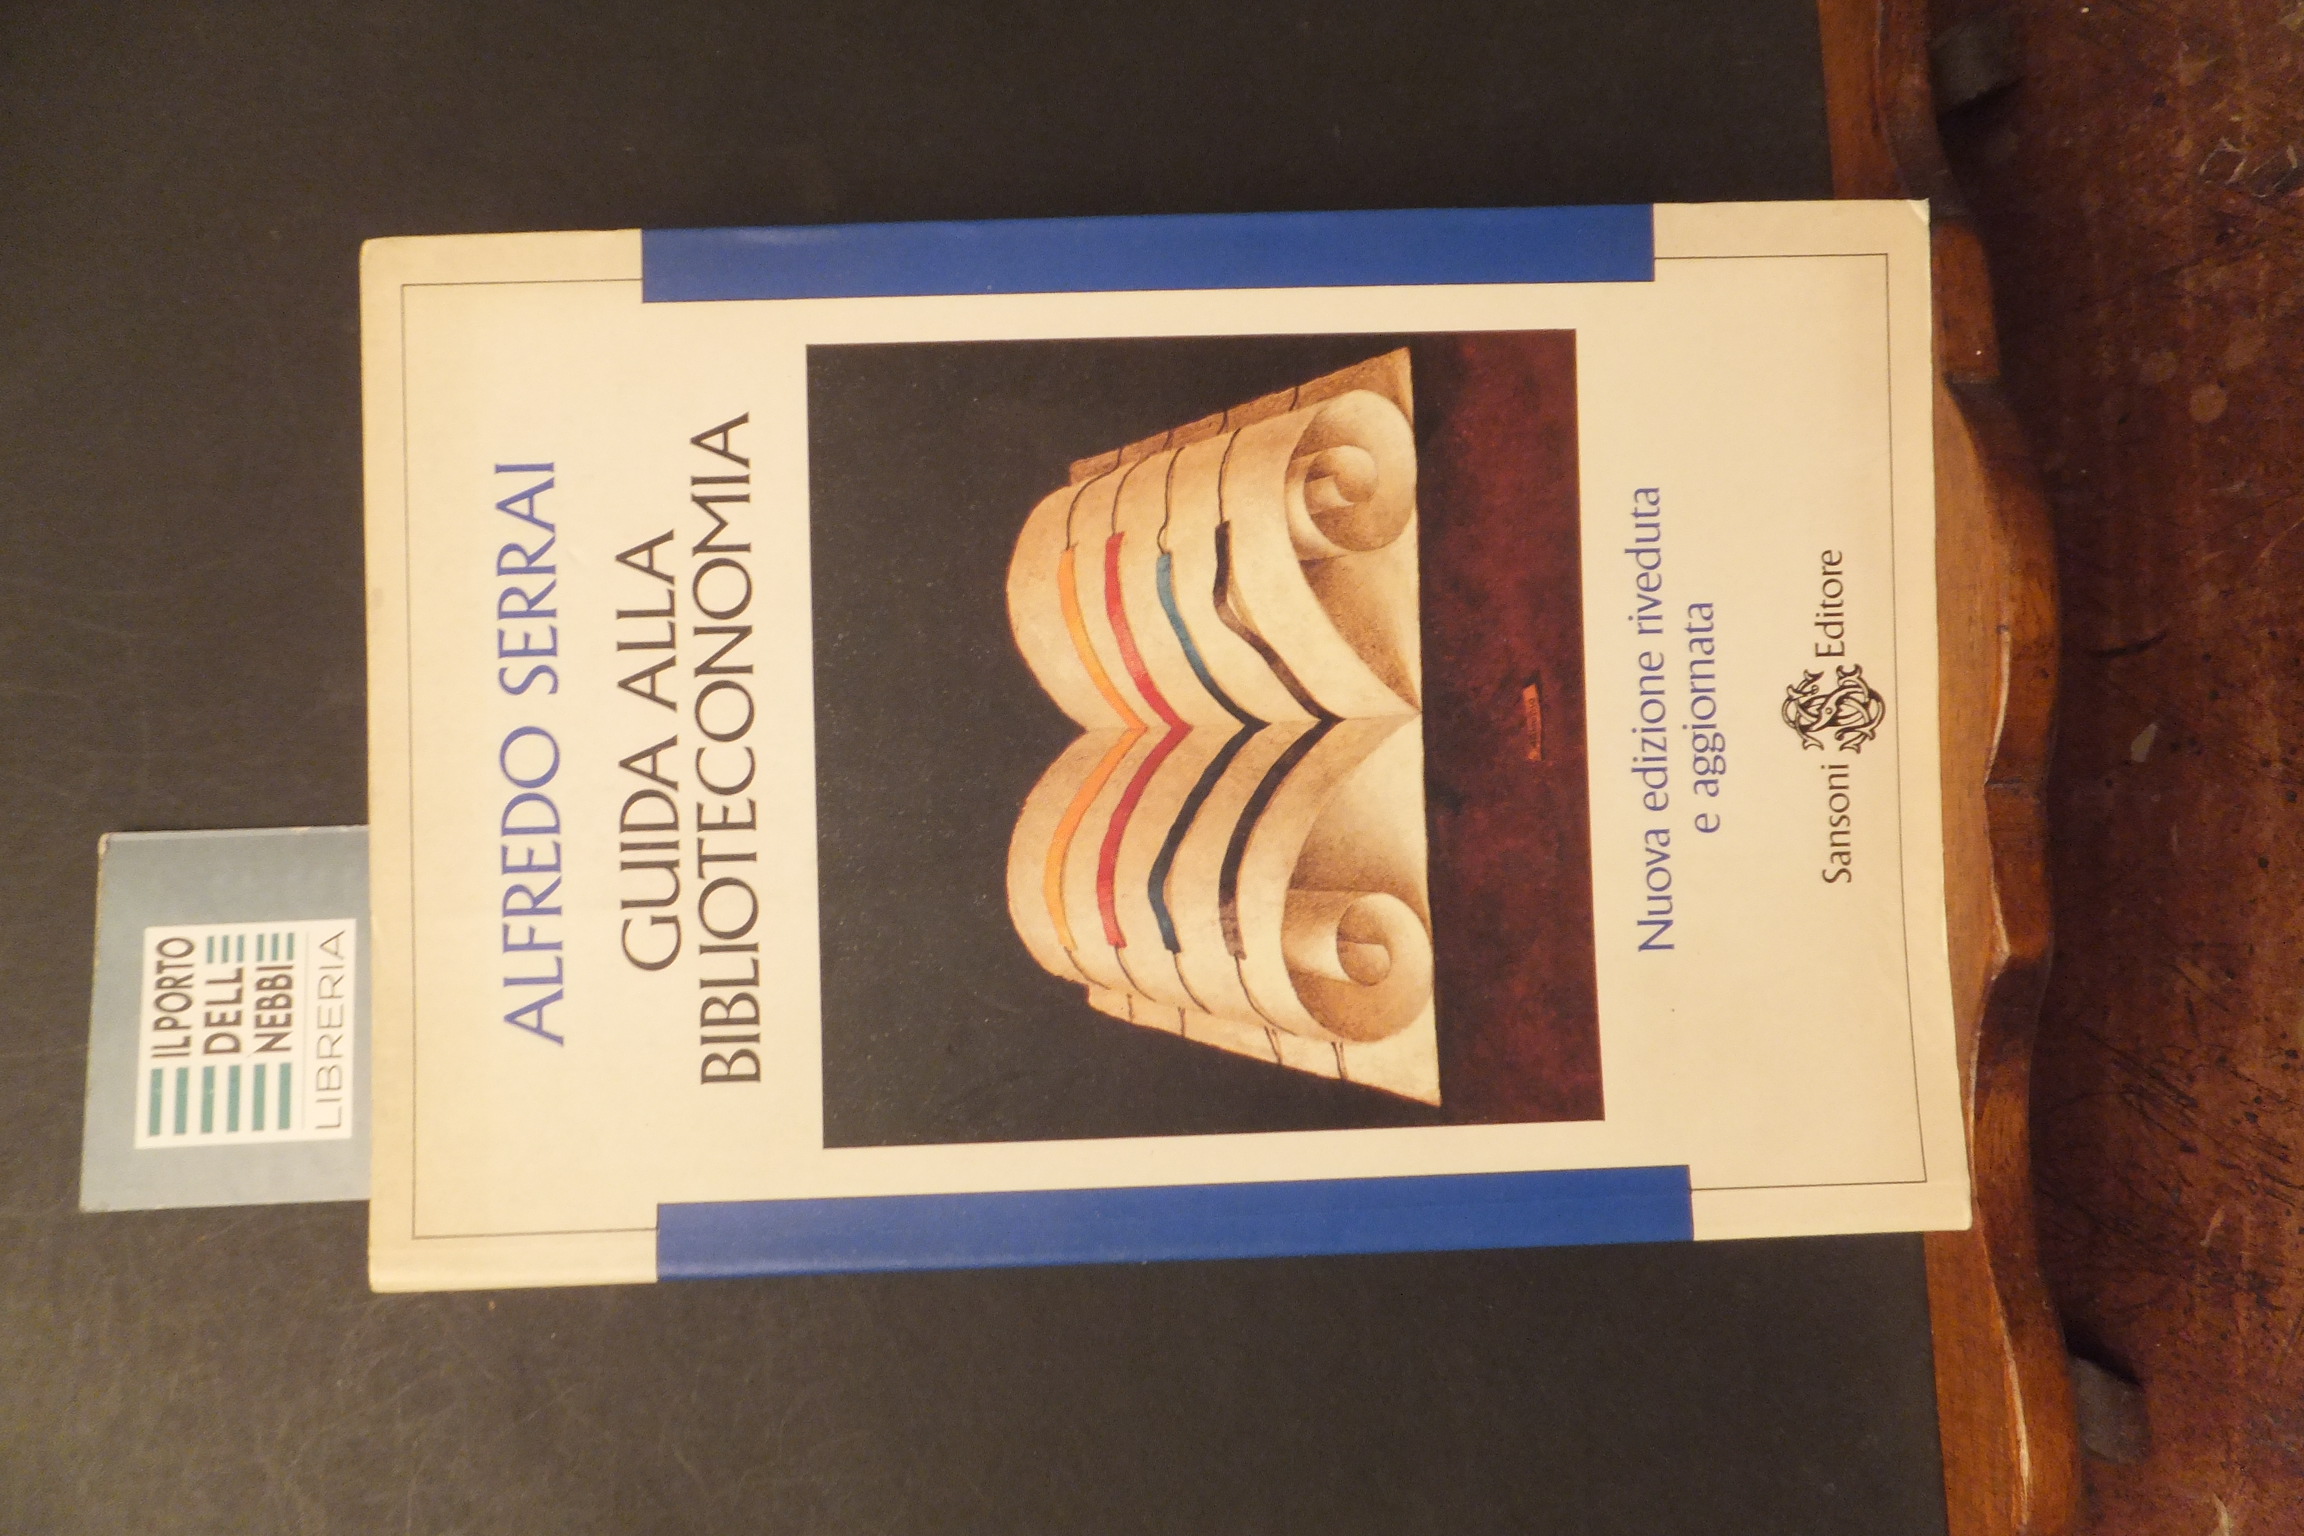 IL PORTO
DELLE
NEBBIE
LIBRERIA
ALFREDO SERRAI
GUIDA ALLA
BIBLIOTECONOMIA
Nuova edizione riveduta
e aggiornata
Sansoni Editore